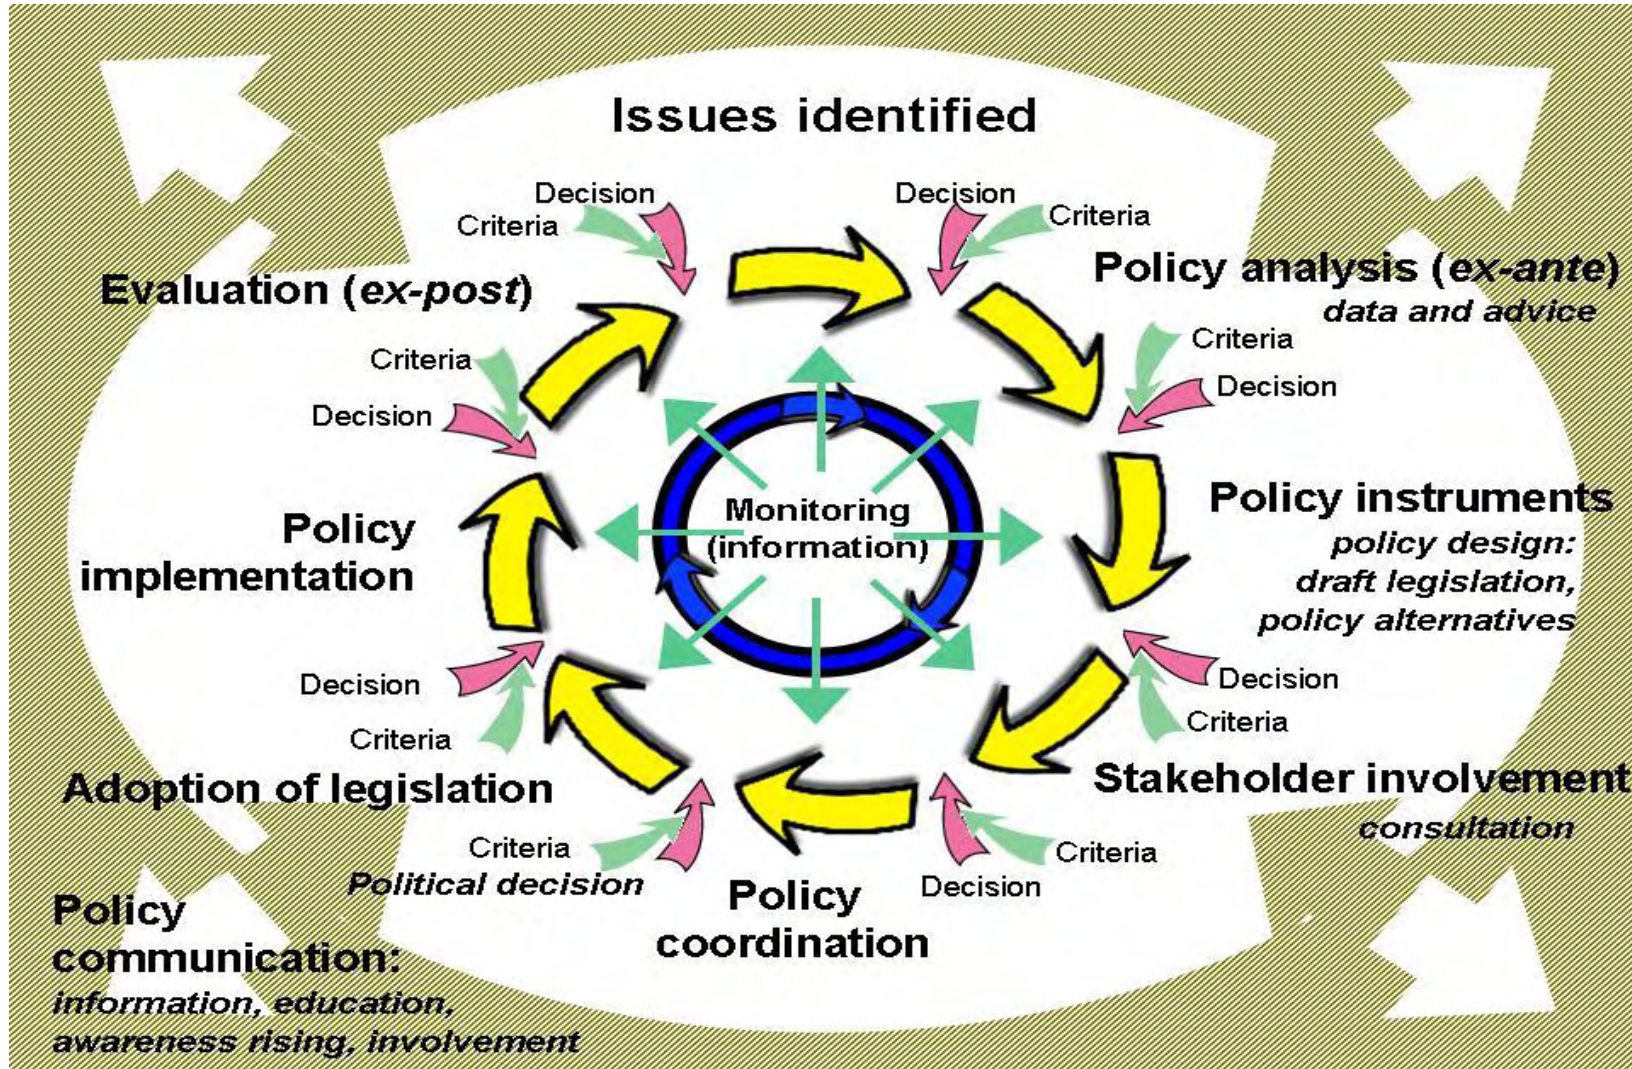 Issues identified
Decision
Criteria
Decision
Criteria
Evaluation (ex-post)
Policy analysis (ex-ante)
data and advice
Criteria
Decision
Criteria
Decision
Policy instruments
policy design:
draft legislation,
policy alternatives
Monitoring
(information)
Policy
implementation
Decision
Criteria
Decision
Criteria
Stakeholder involvement
consultation
Adoption of legislation
Criteria
Political decision
Criteria
Decision
Policy
coordination
Policy
communication:
information, education,
awareness rising, involvement